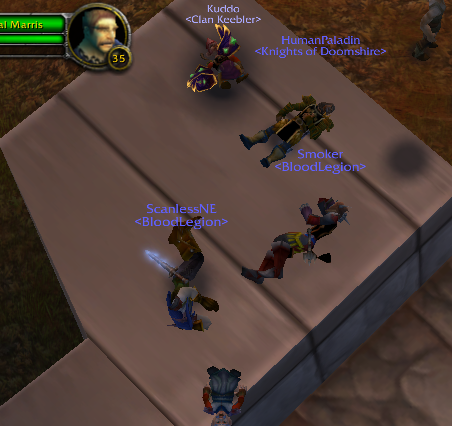 al Marris
35
Kuddo
<Clan Keebler>
HumanPaladin
<Knights of Doomshire>
Smoker
<BloodLegion>
ScanlessNE
<BloodLegion>